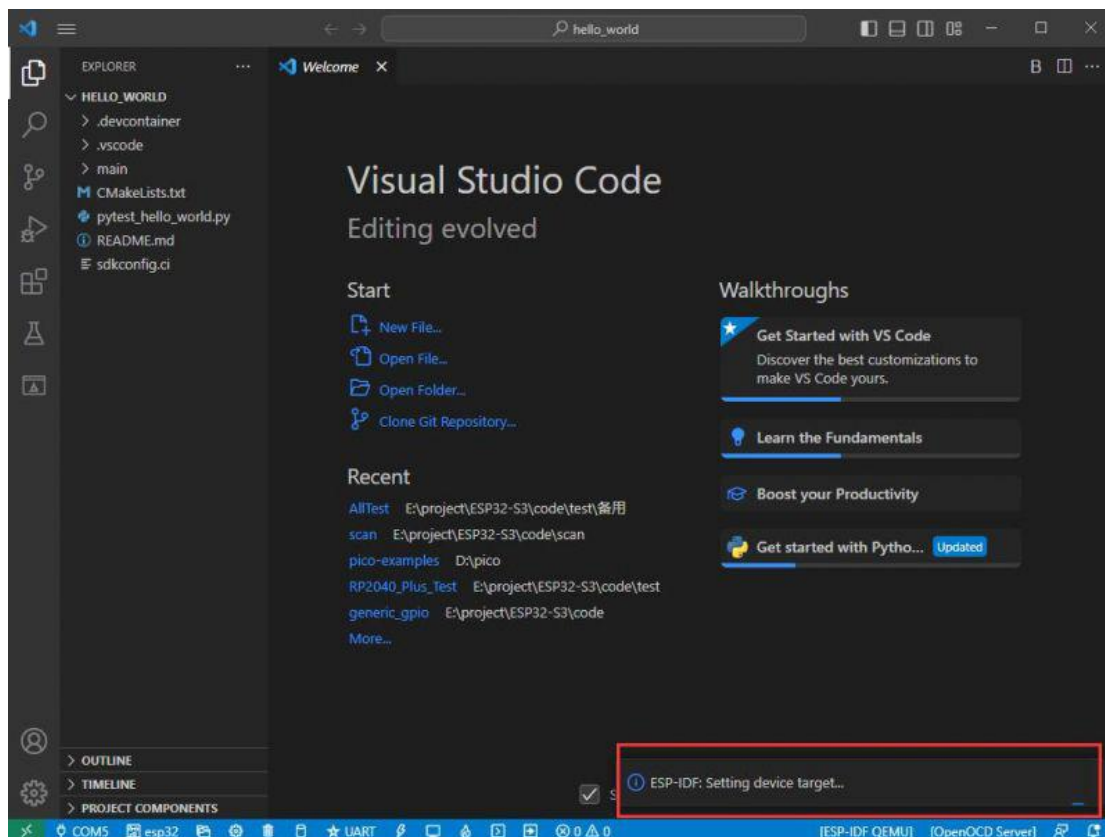 hello_world
EXPLORER
Welcome
HELLO_WORLD
.devcontainer
.vscode
main
CMakeLists.txt
pytest_hello_world.py
README.md
sdkconfig.ci
Visual Studio Code
Editing evolved
Start
New File...
Open File...
Open Folder...
Clone Git Repository...
Recent
AllTest E:\project\ESP32-S3\code\test\备用
scan E:\project\ESP32-S3\code\scan
pico-examples D:\pico
RP2040_Plus_Test E:\project\ESP32-S3\code\test
generic_gpio E:\project\ESP32-S3\code
More...
Walkthroughs
Get Started with VS Code
Discover the best customizations to
make VS Code yours.
Learn the Fundamentals
Boost your Productivity
Get started with Pytho... Updated
OUTLINE
TIMELINE
PROJECT COMPONENTS
ESP-IDF: Setting device target...
COM5 esp32 UART 0 0 [ESP-IDF QEMU] [OpenOCD Server]